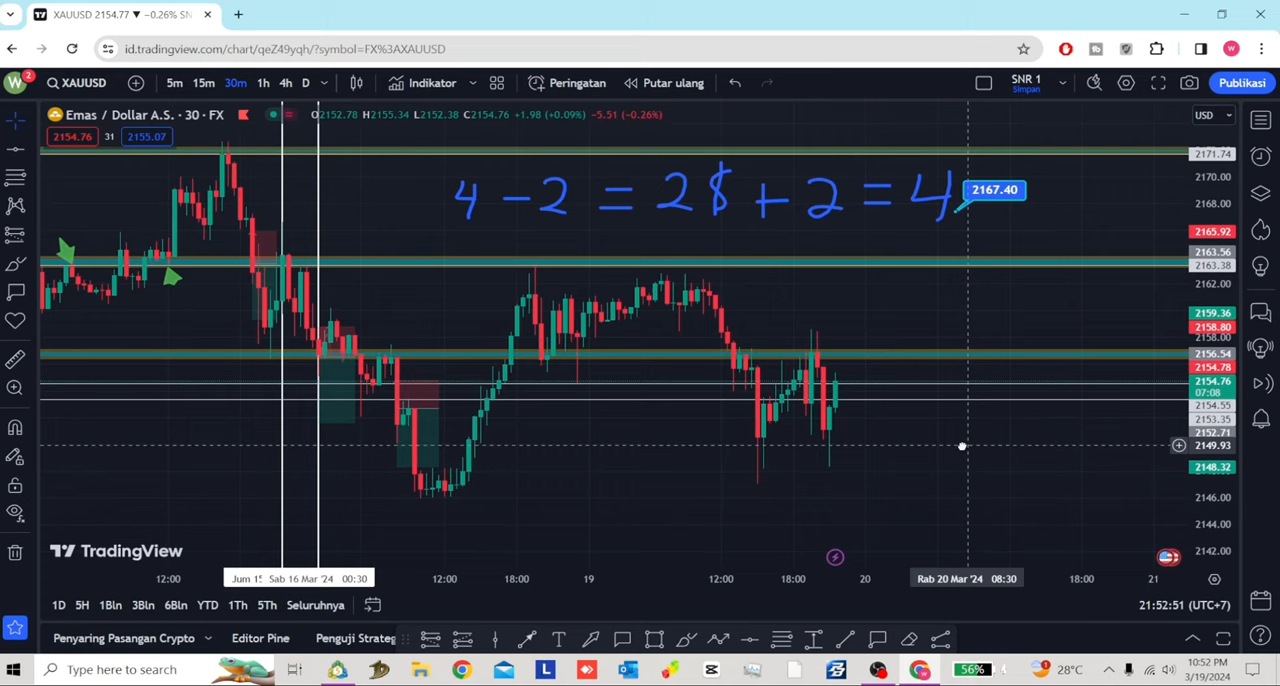 XAUUSD 2154.77 ▼ −0.26% SN
id.tradingview.com/chart/qeZ49yqh/?symbol=FX%3AXAUUSD
W 2 XAUUSD 5m 15m 30m 1h 4h D Indikator Peringatan Putar ulang SNR 1 Simpan Publikasi
Emas / Dollar A.S. · 30 · FX O2152.78 H2155.34 L2152.38 C2154.76 +1.98 (+0.09%) −5.51 (−0.26%) USD
2154.76 31 2155.07
2171.74
2170.00
4 - 2 = 2$ + 2 = 4
2167.40
2168.00
2165.92
2163.56
2163.38
2162.00
2159.36
2158.80
2158.00
2156.54
2154.78
2154.76
07:08
2154.55
2153.35
2152.71
2149.93
2148.32
2146.00
2144.00
2142.00
TradingView
12:00 Jum 15 Sab 16 Mar '24 00:30 12:00 18:00 19 12:00 18:00 20 Rab 20 Mar '24 08:30 18:00 21
1D 5H 1Bln 3Bln 6Bln YTD 1Th 5Th Seluruhnya 21:52:51 (UTC+7)
Penyaring Pasangan Crypto Editor Pine Penguji Strateg
Type here to search 56% 1 28°C 10:52 PM
3/19/2024